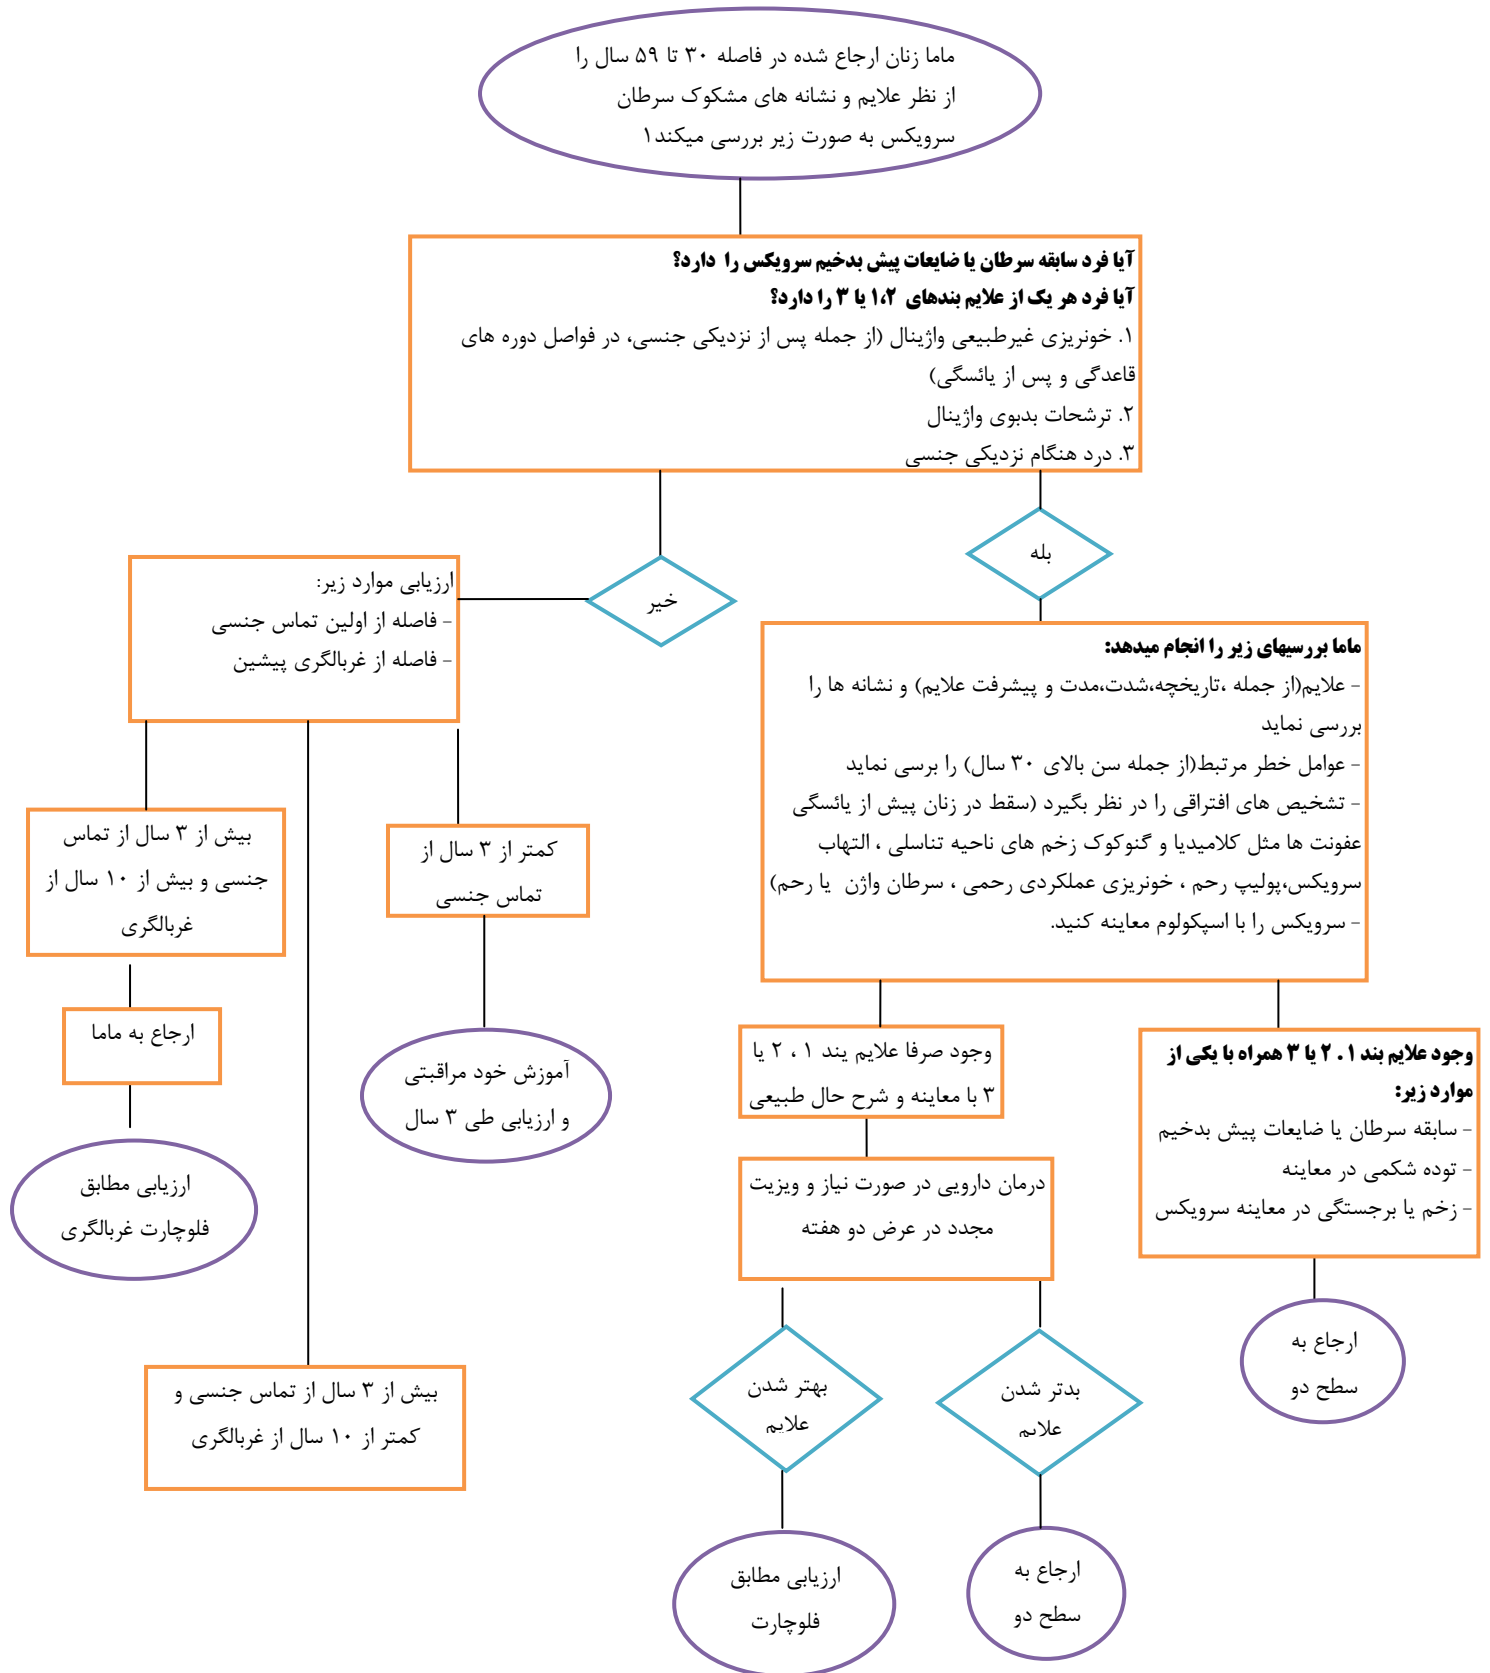 ماما زنان ارجاع شده در فاصله ۳۰ تا ۵۹ سال را
از نظر علایم و نشانه های مشکوک سرطان
سرویکس به صورت زیر بررسی میکند۱
آیا فرد سابقه سرطان یا ضایعات پیش بدخیم سرویکس را دارد؟
آیا فرد هر یک از علایم بندهای ۱،۲ یا ۳ را دارد؟
۱. خونریزی غیرطبیعی واژینال (از جمله پس از نزدیکی جنسی، در فواصل دوره های
قاعدگی و پس از یائسگی)
۲. ترشحات بدبوی واژینال
۳. درد هنگام نزدیکی جنسی
بله
خیر
ارزیابی موارد زیر:
- فاصله از اولین تماس جنسی
- فاصله از غربالگری پیشین
ماما بررسیهای زیر را انجام میدهد:
- علایم(از جمله ،تاریخچه،شدت،مدت و پیشرفت علایم) و نشانه ها را
بررسی نماید
- عوامل خطر مرتبط(از جمله سن بالای ۳۰ سال) را برسی نماید
- تشخیص های افتراقی را در نظر بگیرد (سقط در زنان پیش از یائسگی
عفونت ها مثل کلامیدیا و گنوکوک زخم های ناحیه تناسلی ، التهاب
سرویکس،پولیپ رحم ، خونریزی عملکردی رحمی ، سرطان واژن یا رحم)
- سرویکس را با اسپکولوم معاینه کنید.
بیش از ۳ سال از تماس
جنسی و بیش از ۱۰ سال از
غربالگری
کمتر از ۳ سال از
تماس جنسی
ارجاع به ماما
آموزش خود مراقبتی
و ارزیابی طی ۳ سال
ارزیابی مطابق
فلوچارت غربالگری
بیش از ۳ سال از تماس جنسی و
کمتر از ۱۰ سال از غربالگری
وجود صرفا علایم یند ۱ ، ۲ یا
۳ با معاینه و شرح حال طبیعی
وجود علایم بند ۱ . ۲ یا ۳ همراه با یکی از
موارد زیر:
- سابقه سرطان یا ضایعات پیش بدخیم
- توده شکمی در معاینه
- زخم یا برجستگی در معاینه سرویکس
درمان دارویی در صورت نیاز و ویزیت
مجدد در عرض دو هفته
ارجاع به
سطح دو
بهتر شدن
علایم
بدتر شدن
علایم
ارزیابی مطابق
فلوچارت
ارجاع به
سطح دو